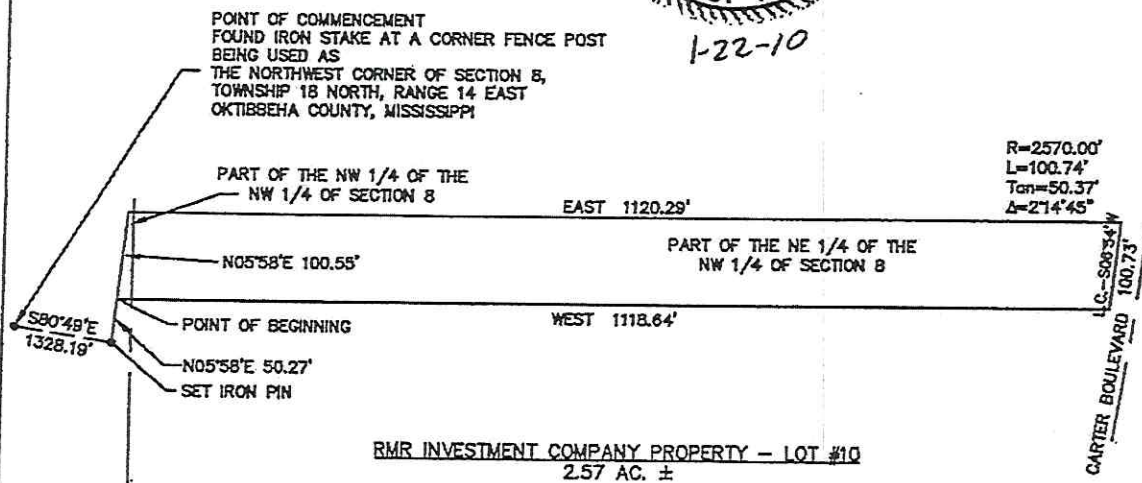 1-22-10
POINT OF COMMENCEMENT
FOUND IRON STAKE AT A CORNER FENCE POST
BEING USED AS
THE NORTHWEST CORNER OF SECTION 8,
TOWNSHIP 18 NORTH, RANGE 14 EAST
OKTIBBEHA COUNTY, MISSISSIPPI
R=2570.00'
L=100.74'
Tan=50.37'
Δ=2°14'45"
PART OF THE NW 1/4 OF THE
NW 1/4 OF SECTION 8
EAST 1120.29'
PART OF THE NE 1/4 OF THE
NW 1/4 OF SECTION 8
N05°58'E 100.55'
L.C.-S06°34'W
100.73'
S80°49'E
1328.19'
POINT OF BEGINNING
WEST 1118.64'
N05°58'E 50.27'
SET IRON PIN
CARTER BOULEVARD
RMR INVESTMENT COMPANY PROPERTY - LOT #10
2.57 AC. ±